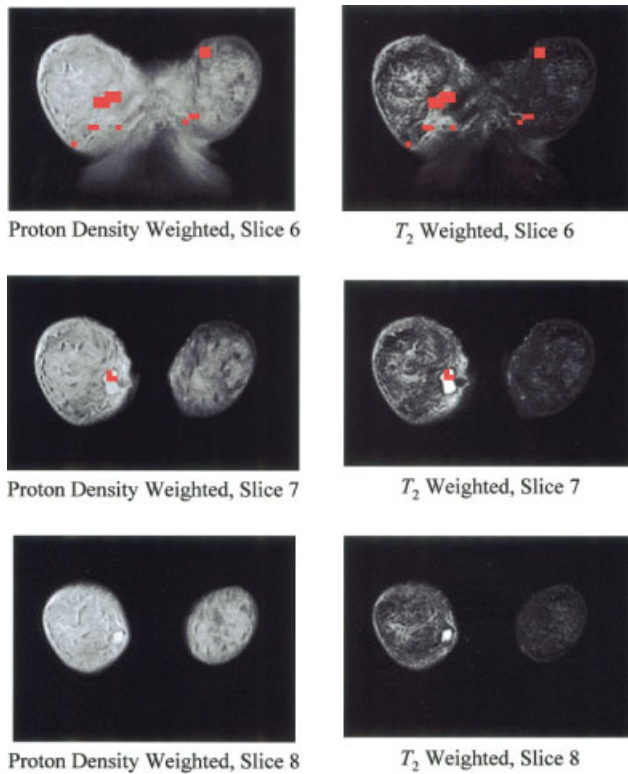 Proton Density Weighted, Slice 6
T2 Weighted, Slice 6
Proton Density Weighted, Slice 7
T2 Weighted, Slice 7
Proton Density Weighted, Slice 8
T2 Weighted, Slice 8